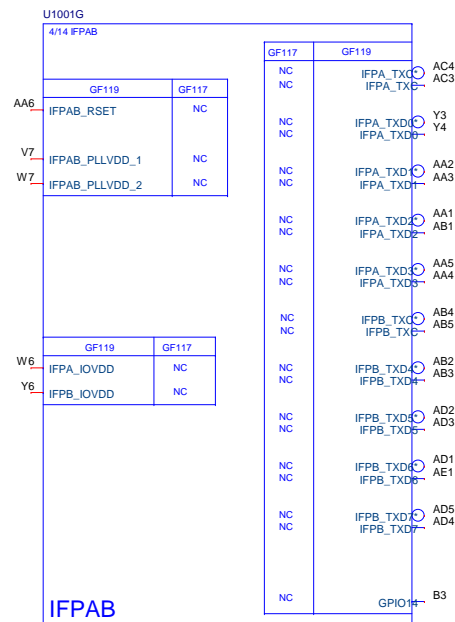 U1001G
4/14 IFPAB
GF119 GF117
AA6 IFPAB_RSET NC
V7 IFPAB_PLLVDD_1 NC
W7 IFPAB_PLLVDD_2 NC
GF119 GF117
W6 IFPA_IOVDD NC
Y6 IFPB_IOVDD NC
IFPAB
GF117 GF119
NC IFPA_TXC* AC4
NC IFPA_TXC AC3
NC IFPA_TXD0* Y3
NC IFPA_TXD0 Y4
NC IFPA_TXD1* AA2
NC IFPA_TXD1 AA3
NC IFPA_TXD2* AA1
NC IFPA_TXD2 AB1
NC IFPA_TXD3* AA5
NC IFPA_TXD3 AA4
NC IFPB_TXC* AB4
NC IFPB_TXC AB5
NC IFPB_TXD4* AB2
NC IFPB_TXD4 AB3
NC IFPB_TXD5* AD2
NC IFPB_TXD5 AD3
NC IFPB_TXD6* AD1
NC IFPB_TXD6 AE1
NC IFPB_TXD7* AD5
NC IFPB_TXD7 AD4
NC GPIO14 B3